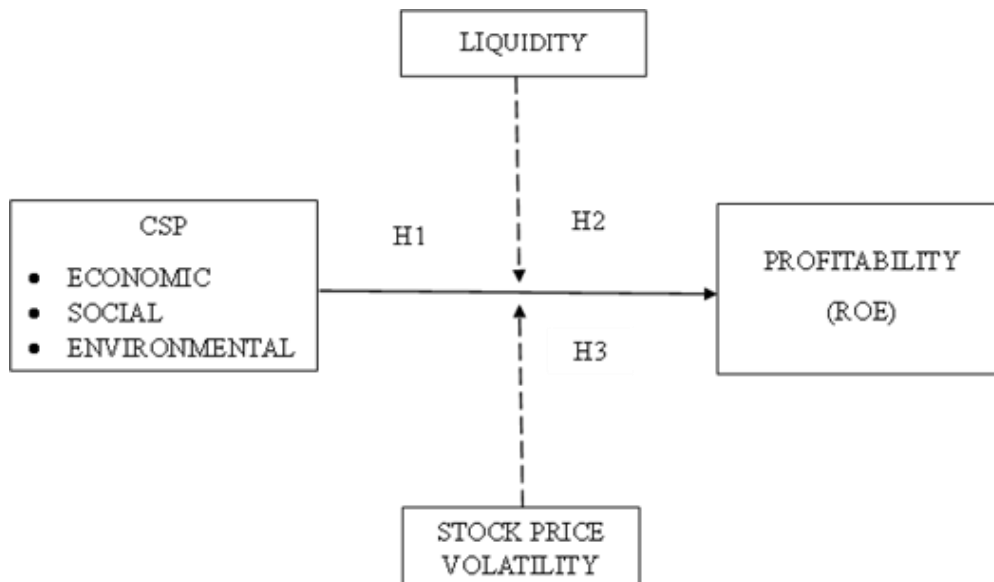 LIQUIDITY
CSP
• ECONOMIC
• SOCIAL
• ENVIRONMENTAL
H1
H2
PROFITABILITY
(ROE)
H3
STOCK PRICE
VOLATILITY